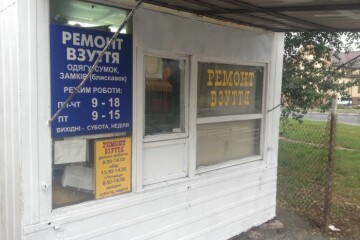 РЕМОНТ
ВЗУТТЯ
ОДЯГУ, СУМОК,
ЗАМКІВ (блискавок)
РЕЖИМ РОБОТИ:
ПН-ЧТ 9 - 18
ПТ 9 - 15
ВИХІДНІ - СУБОТА, НЕДІЛЯ
РЕМОНТ
ВЗУТТЯ
РЕМОНТ
ВЗУТТЯ